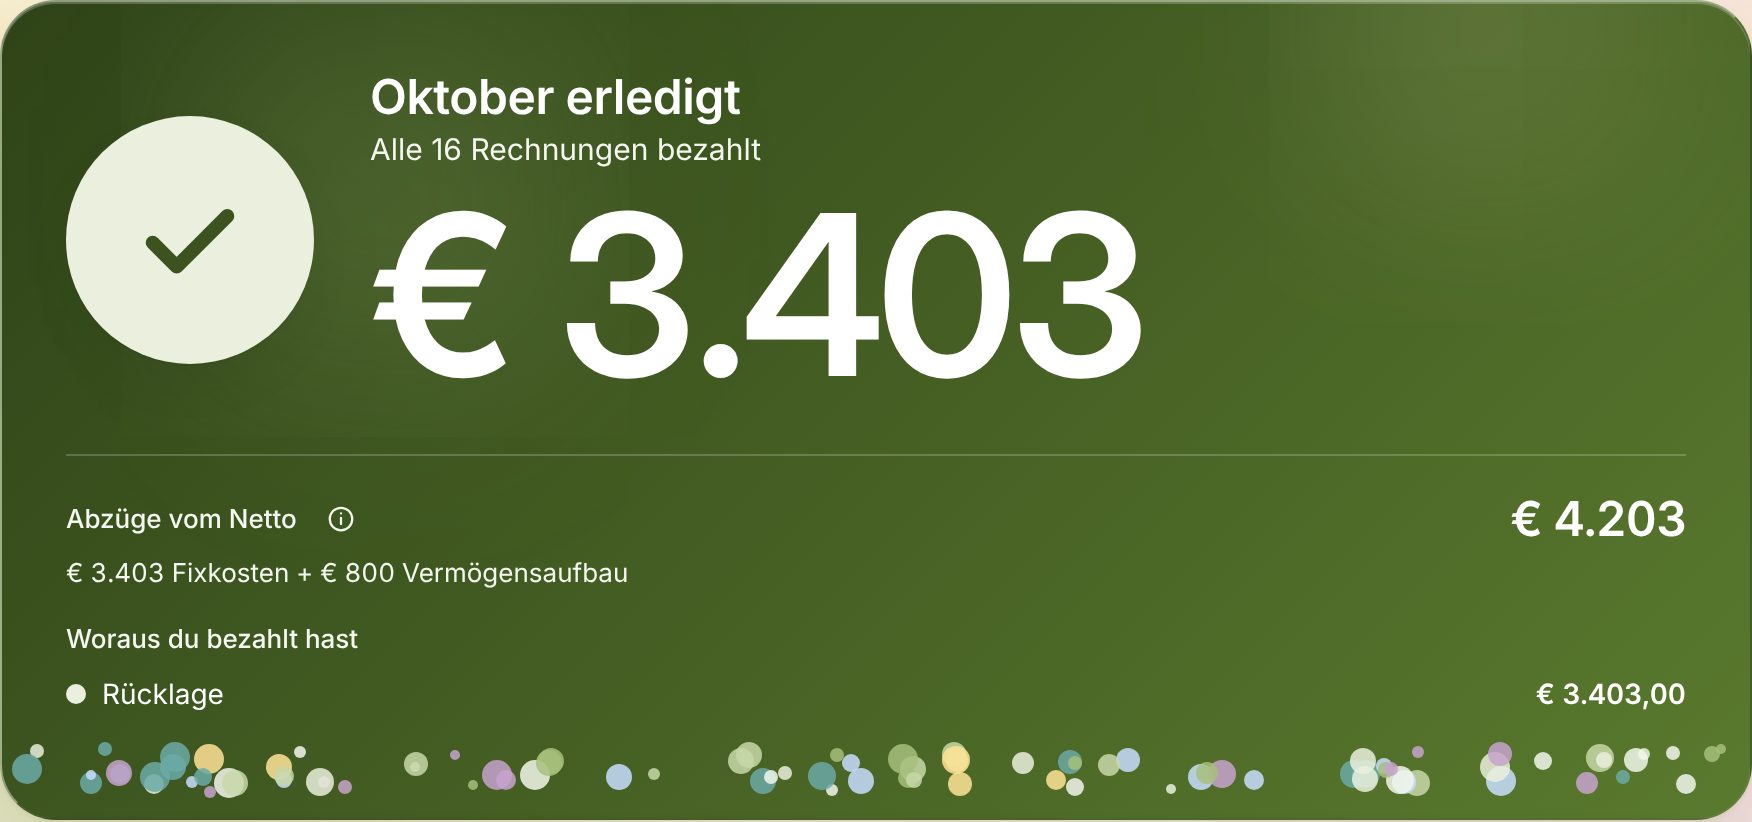 Oktober erledigt
Alle 16 Rechnungen bezahlt
€ 3.403
Abzüge vom Netto
€ 4.203
€ 3.403 Fixkosten + € 800 Vermögensaufbau
Woraus du bezahlt hast
Rücklage
€ 3.403,00